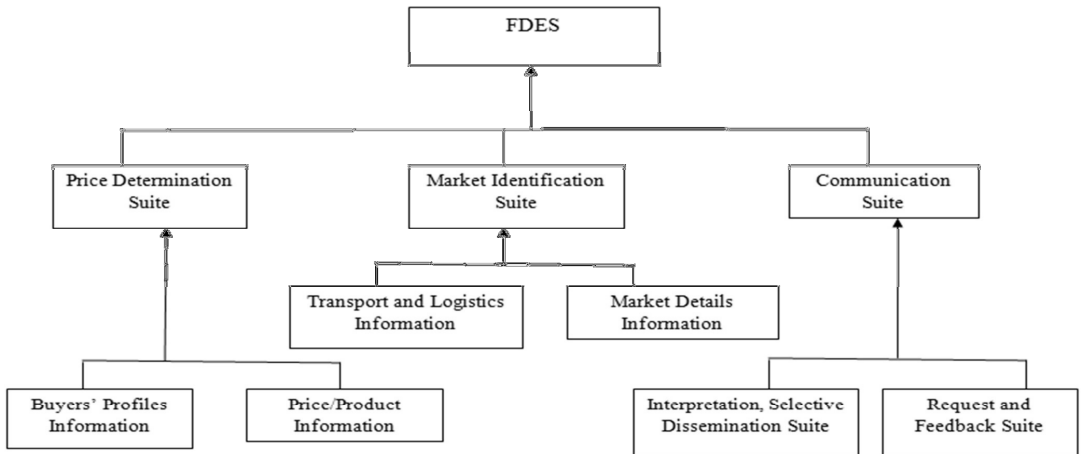 FDES
Price Determination
Suite
Market Identification
Suite
Communication
Suite
Transport and Logistics
Information
Market Details
Information
Buyers’ Profiles
Information
Price/Product
Information
Interpretation, Selective
Dissemination Suite
Request and
Feedback Suite